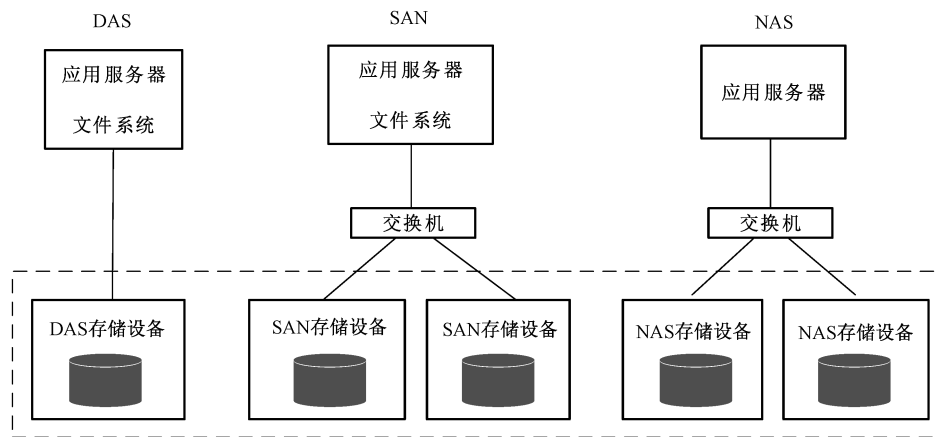 DAS
SAN
NAS
应用服务器
文件系统
应用服务器
文件系统
应用服务器
交换机
交换机
DAS存储设备
SAN存储设备
SAN存储设备
NAS存储设备
NAS存储设备